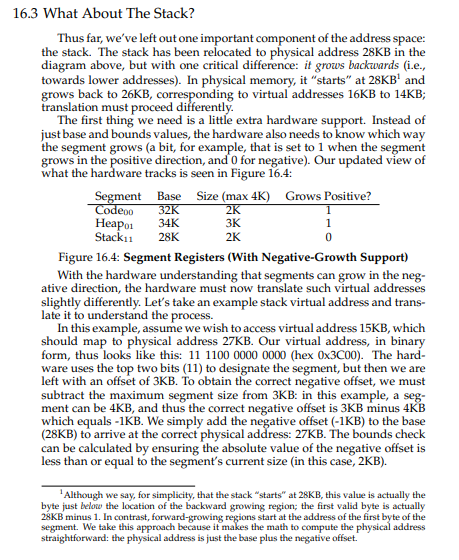 16.3 What About The Stack?
Thus far, we've left out one important component of the address space:
the stack. The stack has been relocated to physical address 28KB in the
diagram above, but with one critical difference: it grows backwards (i.e.,
towards lower addresses). In physical memory, it "starts" at 28KB¹ and
grows back to 26KB, corresponding to virtual addresses 16KB to 14KB;
translation must proceed differently.
The first thing we need is a little extra hardware support. Instead of
just base and bounds values, the hardware also needs to know which way
the segment grows (a bit, for example, that is set to 1 when the segment
grows in the positive direction, and 0 for negative). Our updated view of
what the hardware tracks is seen in Figure 16.4:
Segment Base Size (max 4K) Grows Positive?
Code₀₀ 32K 2K 1
Heap₀₁ 34K 3K 1
Stack₁₁ 28K 2K 0
Figure 16.4: Segment Registers (With Negative-Growth Support)
With the hardware understanding that segments can grow in the neg-
ative direction, the hardware must now translate such virtual addresses
slightly differently. Let's take an example stack virtual address and trans-
late it to understand the process.
In this example, assume we wish to access virtual address 15KB, which
should map to physical address 27KB. Our virtual address, in binary
form, thus looks like this: 11 1100 0000 0000 (hex 0x3C00). The hard-
ware uses the top two bits (11) to designate the segment, but then we are
left with an offset of 3KB. To obtain the correct negative offset, we must
subtract the maximum segment size from 3KB: in this example, a seg-
ment can be 4KB, and thus the correct negative offset is 3KB minus 4KB
which equals -1KB. We simply add the negative offset (-1KB) to the base
(28KB) to arrive at the correct physical address: 27KB. The bounds check
can be calculated by ensuring the absolute value of the negative offset is
less than or equal to the segment's current size (in this case, 2KB).
¹Although we say, for simplicity, that the stack "starts" at 28KB, this value is actually the
byte just below the location of the backward growing region; the first valid byte is actually
28KB minus 1. In contrast, forward-growing regions start at the address of the first byte of the
segment. We take this approach because it makes the math to compute the physical address
straightforward: the physical address is just the base plus the negative offset.